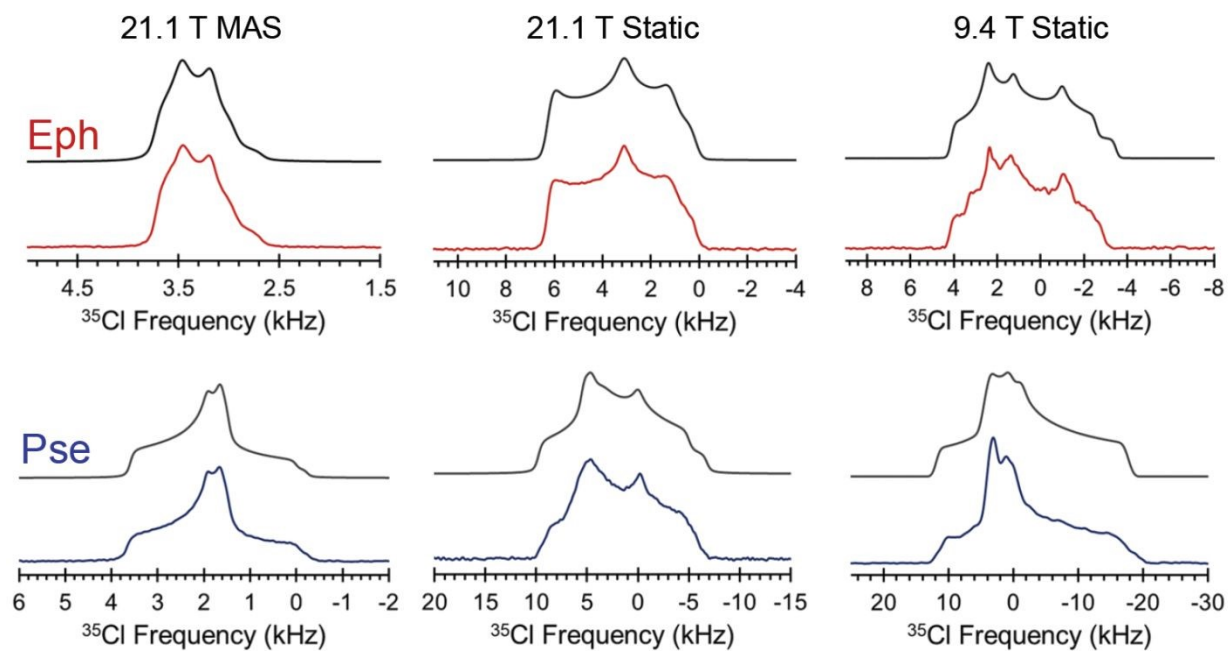 21.1 T MAS 21.1 T Static 9.4 T Static
Eph
4.5 3.5 2.5 1.5 10 8 6 4 2 0 -2 -4 8 6 4 2 0 -2 -4 -6 -8
³⁵Cl Frequency (kHz) ³⁵Cl Frequency (kHz) ³⁵Cl Frequency (kHz)
Pse
6 5 4 3 2 1 0 -1 -2 20 15 10 5 0 -5 -10 -15 20 10 0 -10 -20 -30
³⁵Cl Frequency (kHz) ³⁵Cl Frequency (kHz) ³⁵Cl Frequency (kHz)